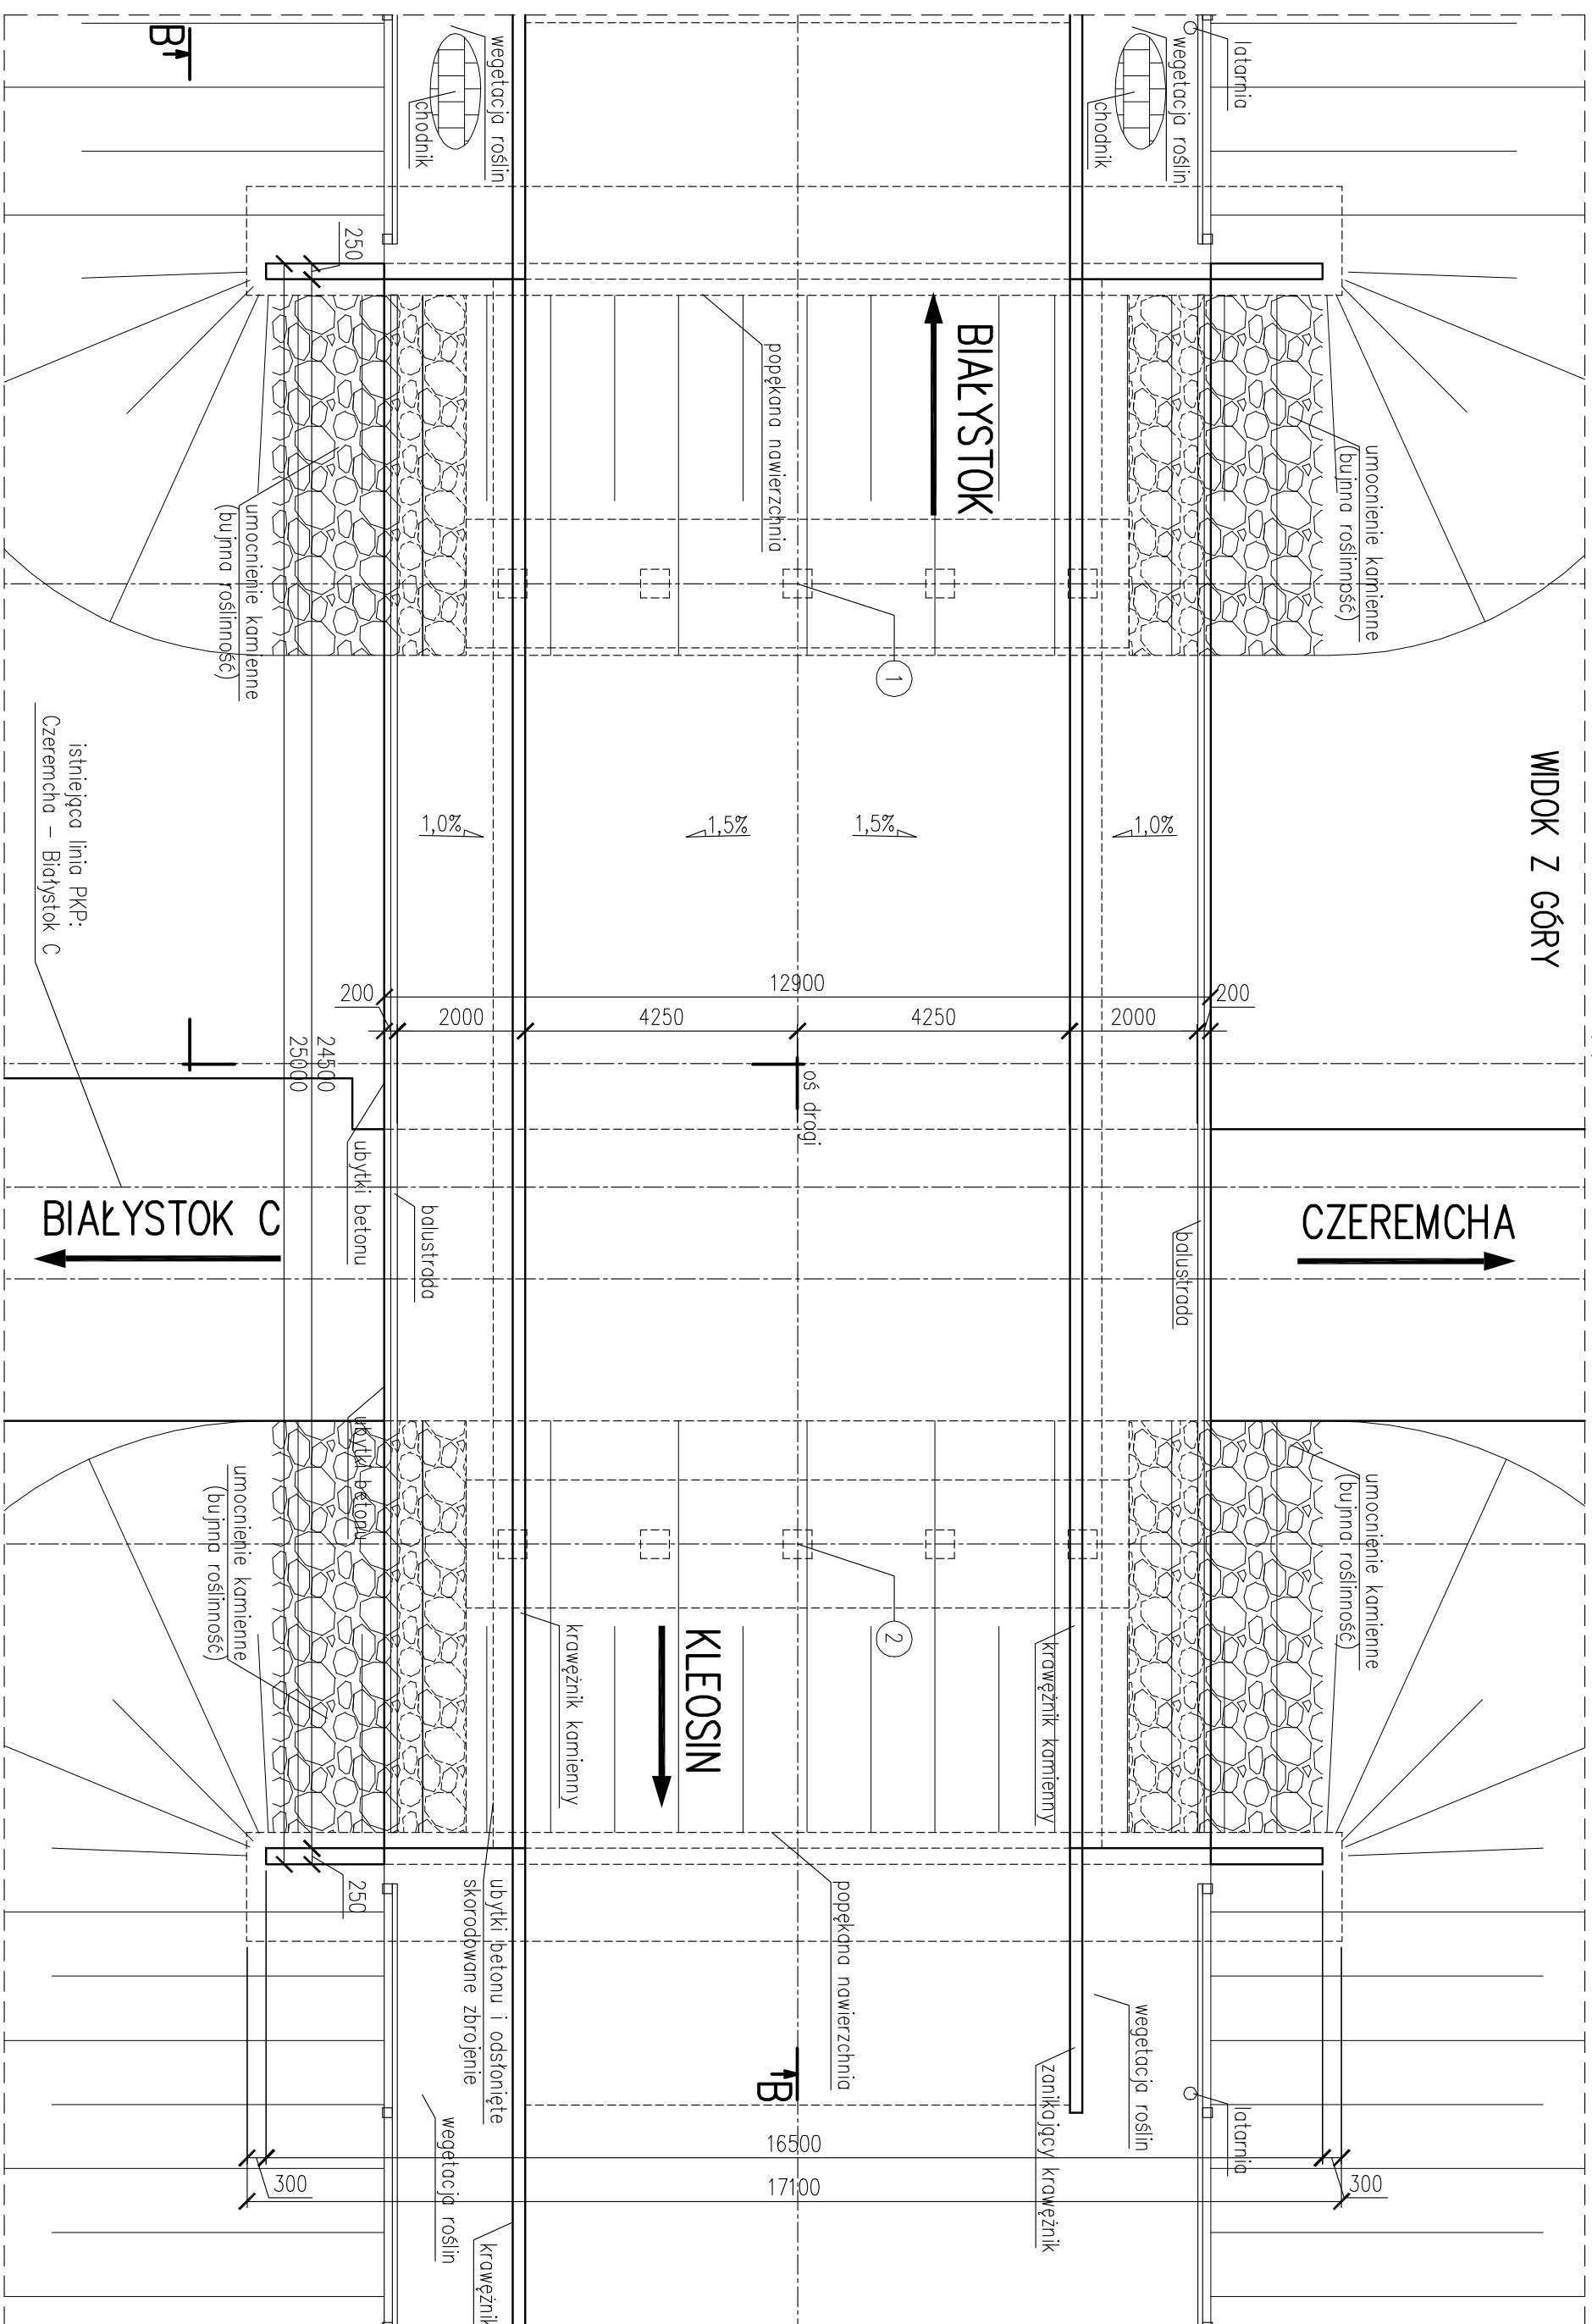 WIDOK Z GÓRY
B
wegetacja roślin
chodnik
latarnia
wegetacja roślin
chodnik
250
BIAŁYSTOK
popękana nawierzchnia
umocnienie kamienne
(bujnna roślinność)
umocnienie kamienne
(bujnna roślinność)
1
istniejąca linia PKP:
Czeremcha – Białystok C
1,0%
1,5%
1,5%
1,0%
12900
200
2000
4250
4250
2000
200
24500
25000
oś drogi
ubytki betonu
balustrada
balustrada
BIAŁYSTOK C
CZEREMCHA
ubytki betonu
umocnienie kamienne
(bujnna roślinność)
umocnienie kamienne
(bujnna roślinność)
2
KLEOSIN
krawężnik kamienny
krawężnik kamienny
250
ubytki betonu i odsłonięte
skorodowane zbrojenie
popękana nawierzchnia
wegetacja roślin
zanikający krawężnik
B
latarnia
wegetacja roślin
16500
300
300
17100
krawężnik